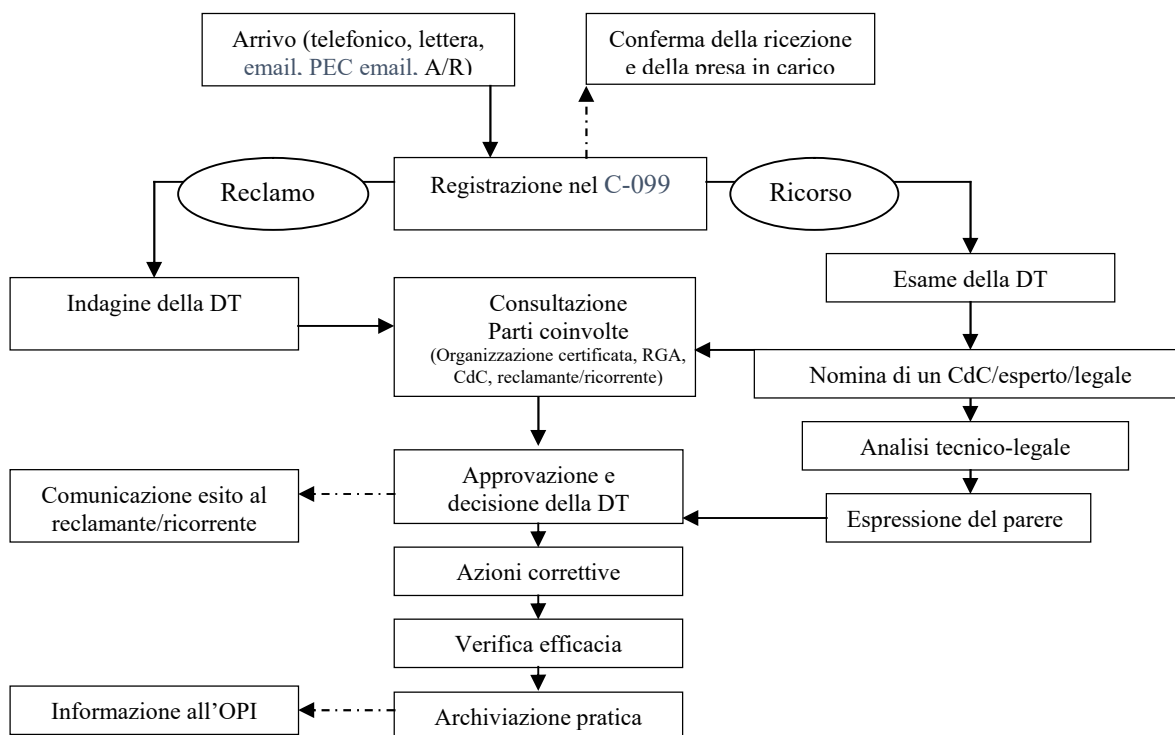 Arrivo (telefonico, lettera,
email, PEC email, A/R)
Conferma della ricezione
e della presa in carico
Reclamo
Registrazione nel C-099
Ricorso
Indagine della DT
Consultazione
Parti coinvolte
(Organizzazione certificata, RGA,
CdC, reclamante/ricorrente)
Esame della DT
Nomina di un CdC/esperto/legale
Analisi tecnico-legale
Comunicazione esito al
reclamante/ricorrente
Approvazione e
decisione della DT
Espressione del parere
Azioni correttive
Verifica efficacia
Informazione all’OPI
Archiviazione pratica